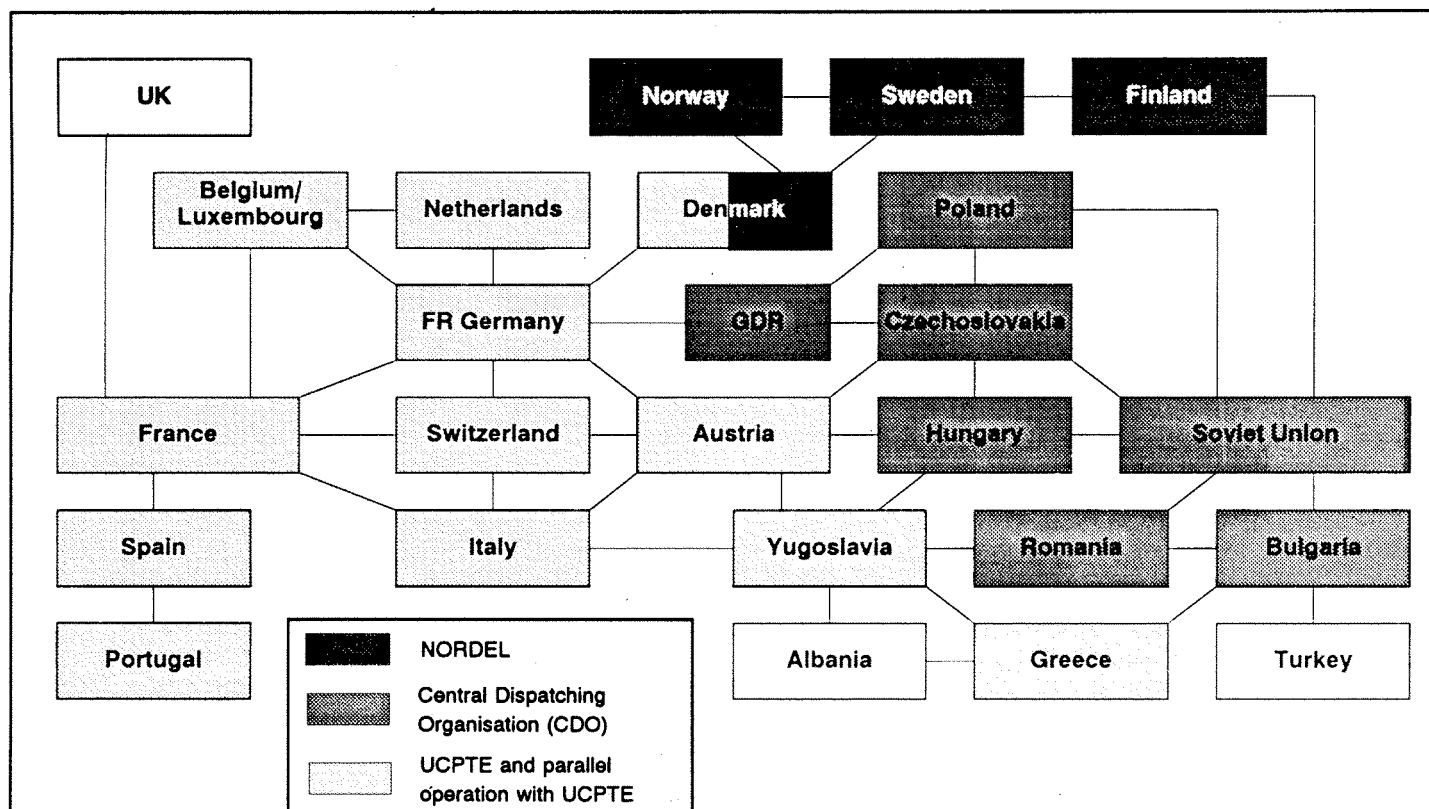 UK
Norway
Sweden
Finland
Belgium/
Luxembourg
Netherlands
Denmark
Poland
FR Germany
GDR
Czechoslovakia
France
Switzerland
Austria
Hungary
Soviet Union
Spain
Italy
Yugoslavia
Romania
Bulgaria
Portugal
Albania
Greece
Turkey
NORDEL
Central Dispatching
Organisation (CDO)
UCPTE and parallel
operation with UCPTE